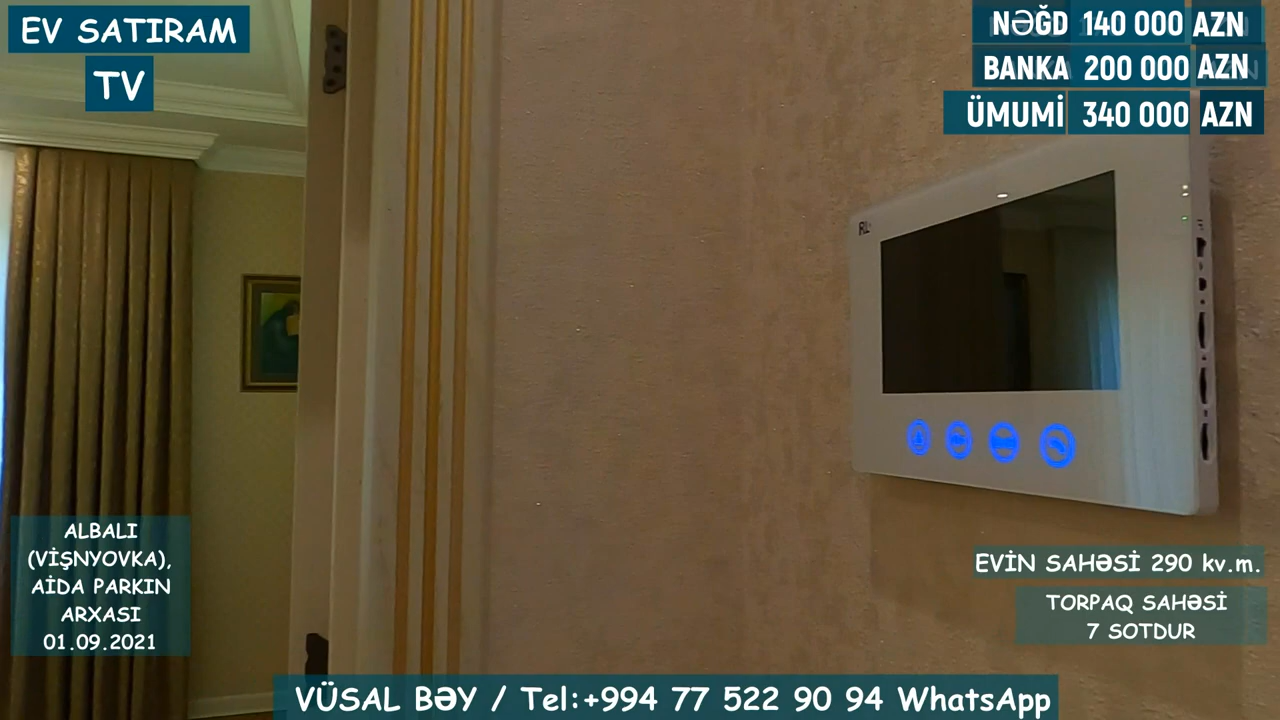 EV SATIRAM
TV
NƏĞD 140 000 AZN
BANKA 200 000 AZN
ÜMUMİ 340 000 AZN
RL
ALBALI
(VİŞNYOVKA),
AİDA PARKIN
ARXASI
01.09.2021
EVİN SAHƏSİ 290 kv.m.
TORPAQ SAHƏSİ
7 SOTDUR
VÜSAL BƏY / Tel:+994 77 522 90 94 WhatsApp